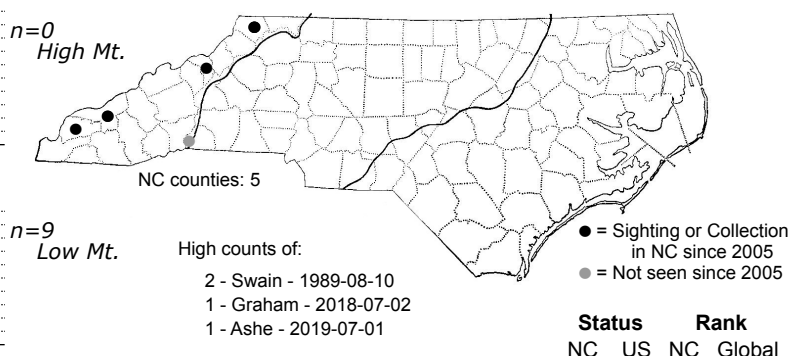 n=0
High Mt.
NC counties: 5
n=9
Low Mt.
High counts of:
2 - Swain - 1989-08-10
1 - Graham - 2018-07-02
1 - Ashe - 2019-07-01
= Sighting or Collection
in NC since 2005
= Not seen since 2005
Status Rank
NC US NC Global